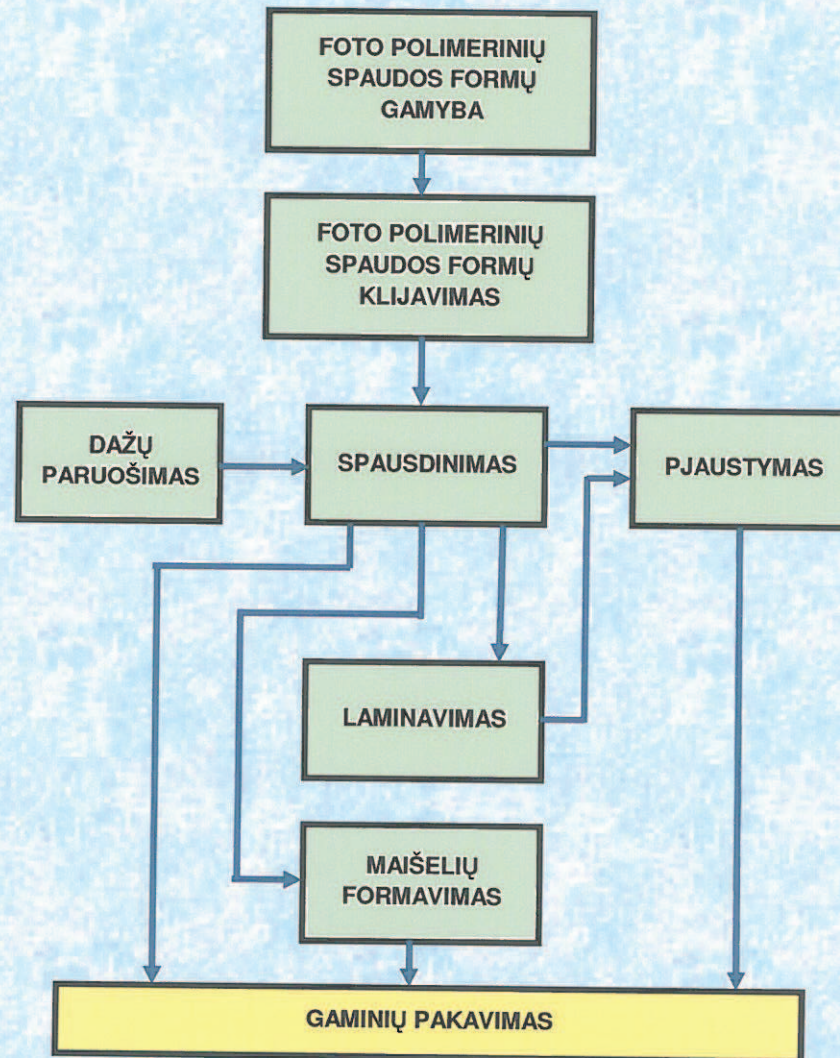 FOTO POLIMERINIŲ
SPAUDOS FORMŲ
GAMYBA
FOTO POLIMERINIŲ
SPAUDOS FORMŲ
KLIJAVIMAS
DAŽŲ
PARUOŠIMAS
SPAUSDINIMAS
PJAUSTYMAS
LAMINAVIMAS
MAIŠELIŲ
FORMAVIMAS
GAMINIŲ PAKAVIMAS